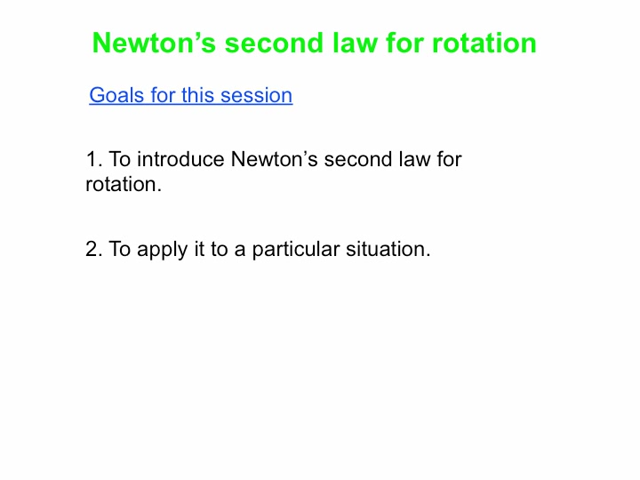 Newton’s second law for rotation
Goals for this session
1. To introduce Newton’s second law for
rotation.
2. To apply it to a particular situation.